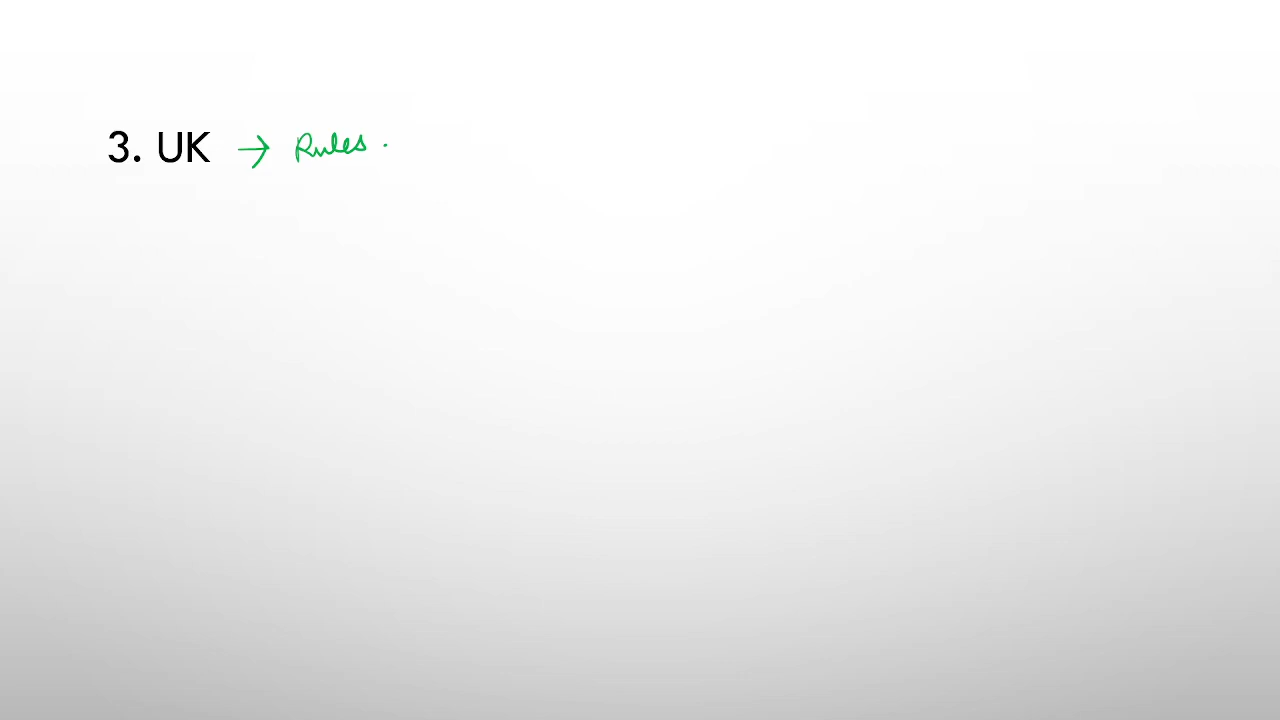 3. UK → Rules .